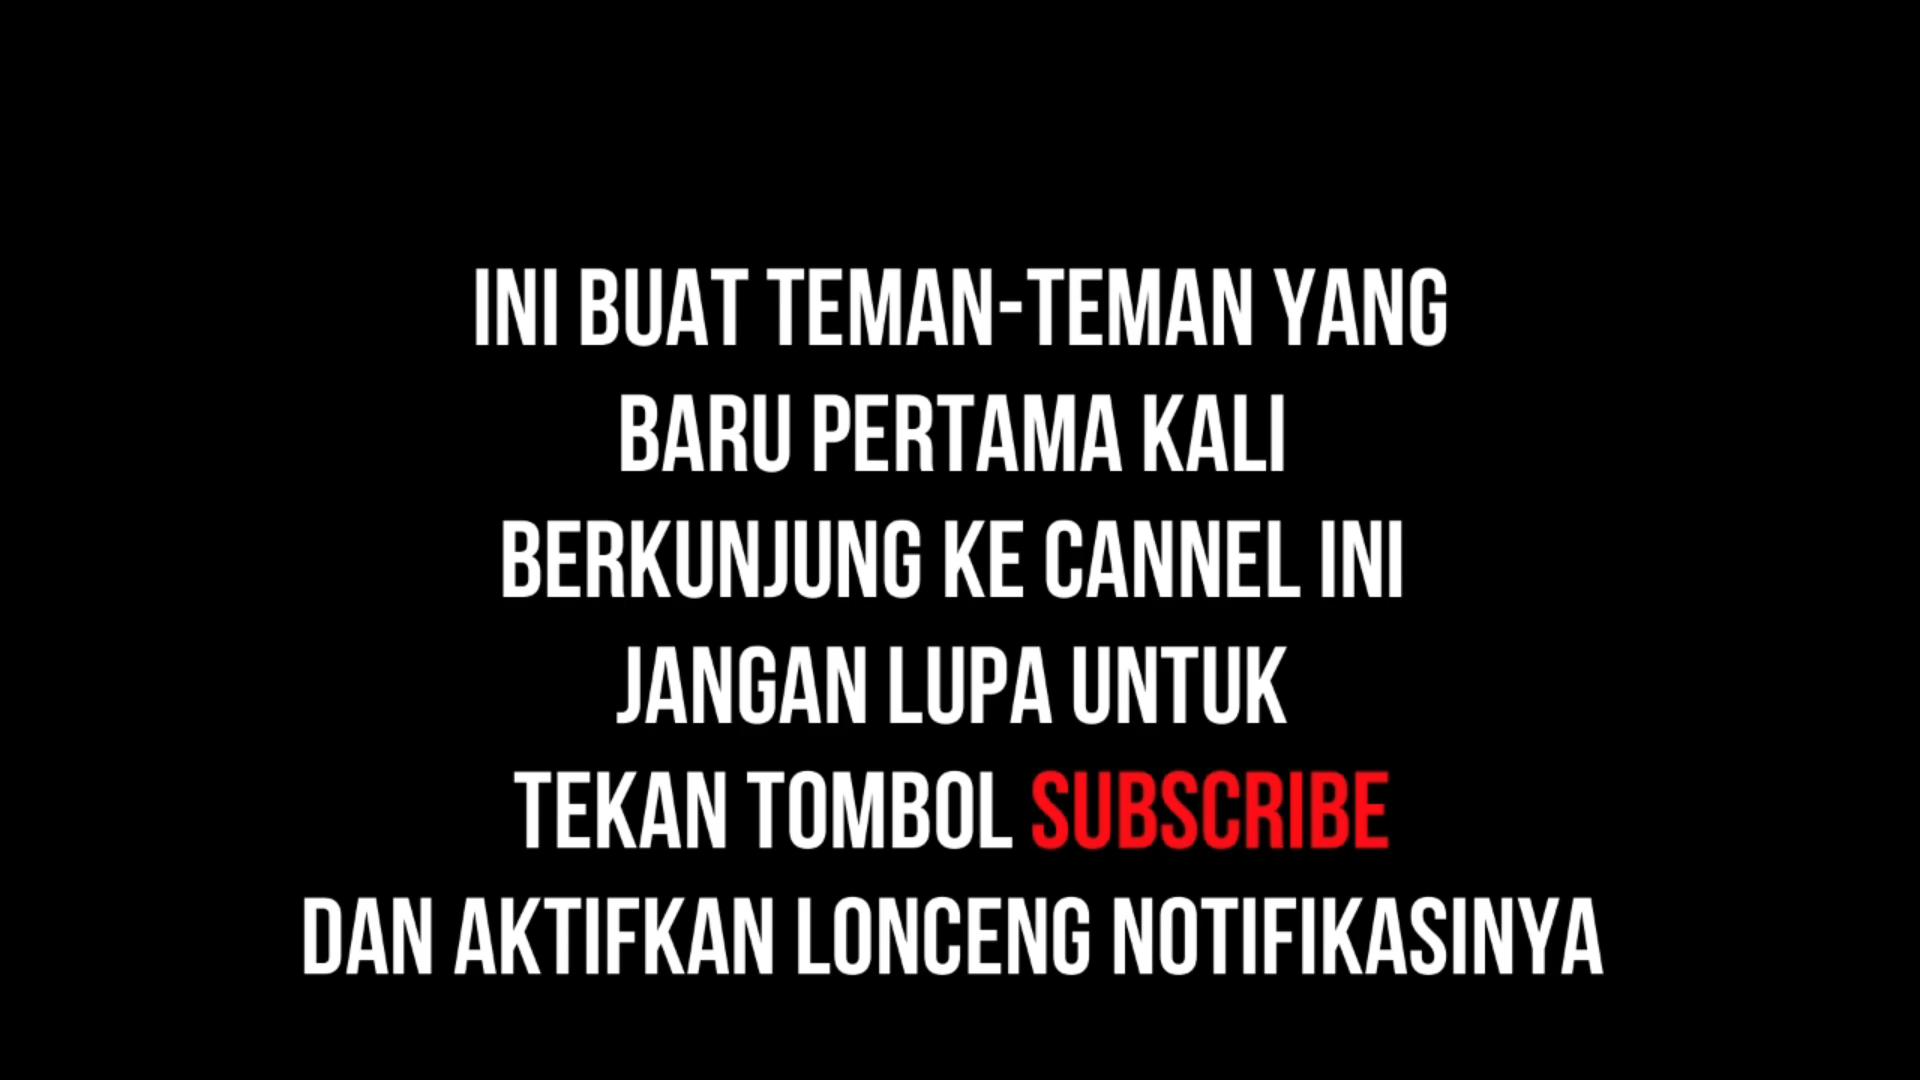 INI BUAT TEMAN-TEMAN YANG
BARU PERTAMA KALI
BERKUNJUNG KE CANNEL INI
JANGAN LUPA UNTUK
TEKAN TOMBOL SUBSCRIBE
DAN AKTIFKAN LONCENG NOTIFIKASINYA